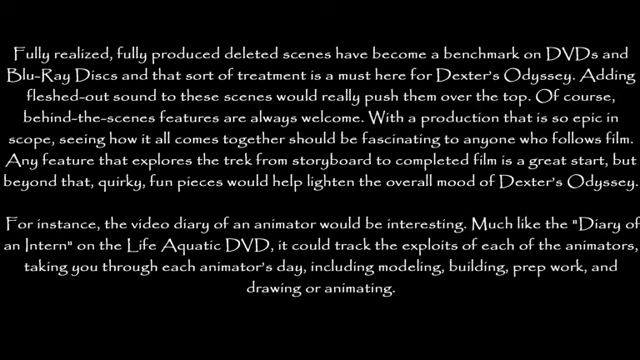 Fully realized, fully produced deleted scenes have become a benchmark on DVDs and
Blu-Ray Discs and that sort of treatment is a must here for Dexter's Odyssey. Adding
fleshed-out sound to these scenes would really push them over the top. Of course,
behind-the-scenes features are always welcome. With a production that is so epic in
scope, seeing how it all comes together should be fascinating to anyone who follows film.
Any feature that explores the trek from storyboard to completed film is a great start, but
beyond that, quirky, fun pieces would help lighten the overall mood of Dexter's Odyssey.
For instance, the video diary of an animator would be interesting. Much like the "Diary of
an Intern" on the Life Aquatic DVD, it could track the exploits of each of the animators,
taking you through each animator's day, including modeling, building, prep work, and
drawing or animating.